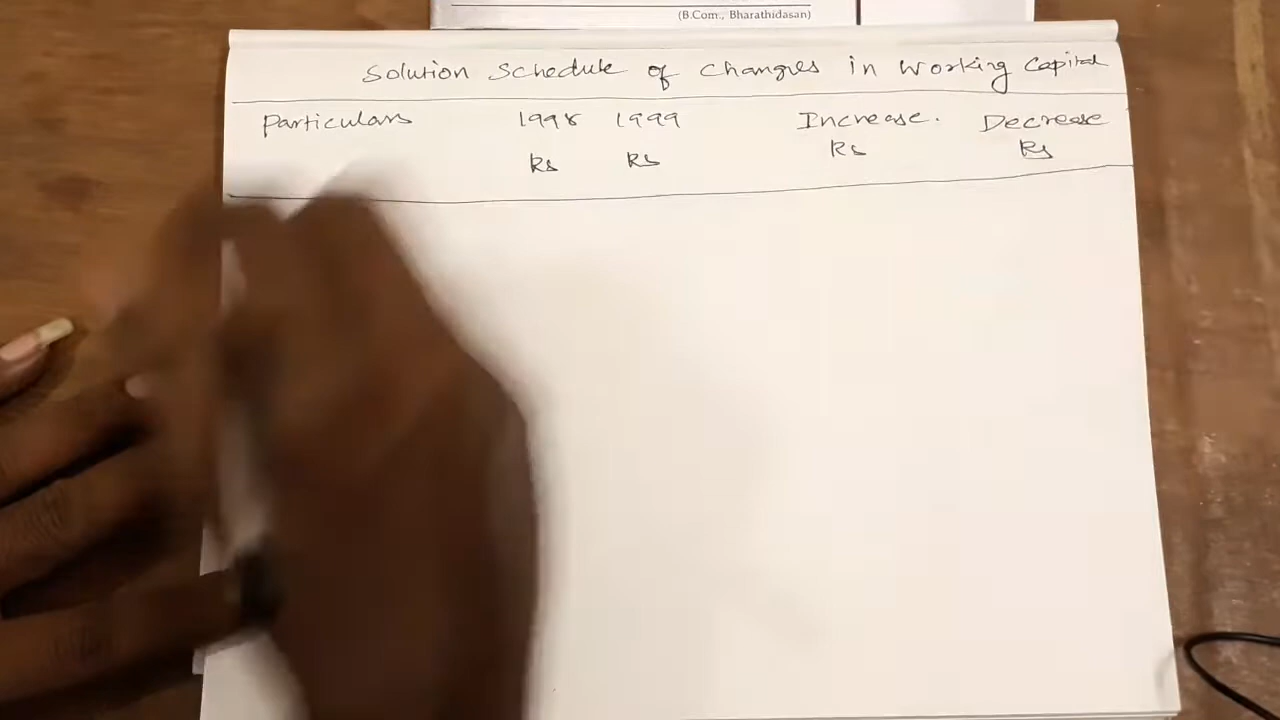 (B.Com., Bharathidasan)
Solution Schedule of Changes in Working Capital
Particulars 1998 1999 Increase. Decrease
Rs Rs Rs Rs